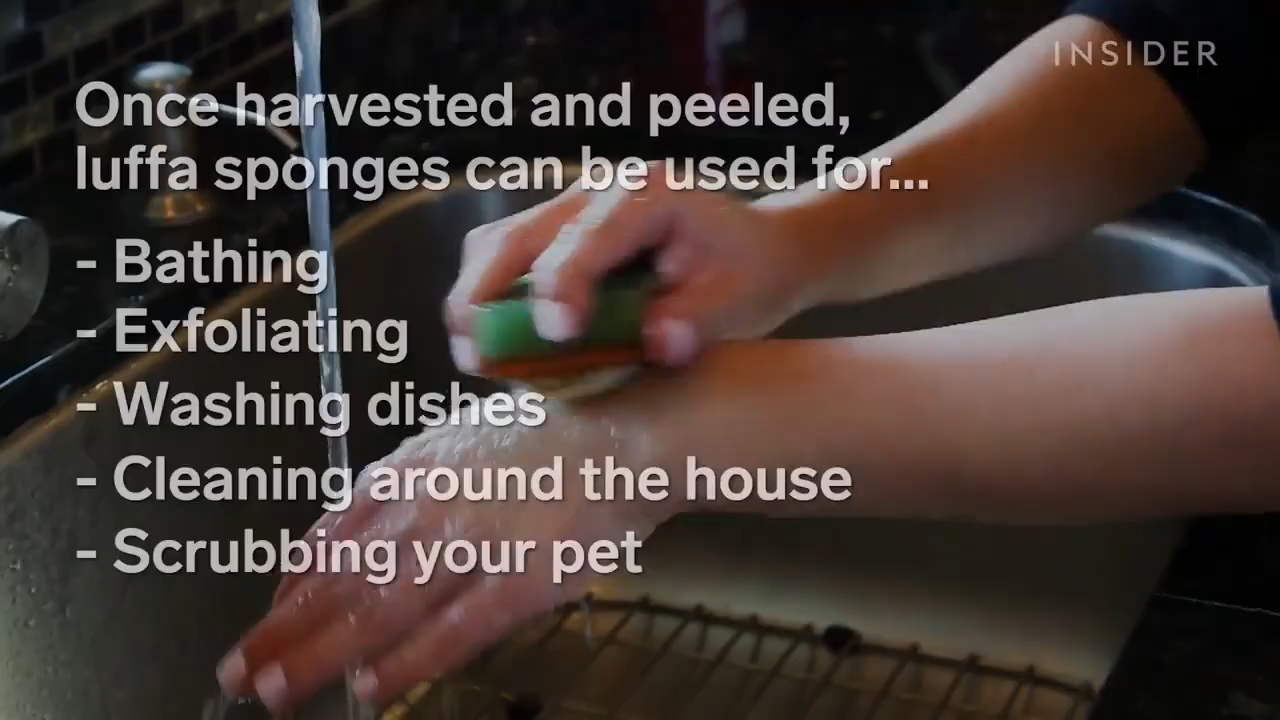 INSIDER
Once harvested and peeled,
luffa sponges can be used for...
- Bathing
- Exfoliating
- Washing dishes
- Cleaning around the house
- Scrubbing your pet